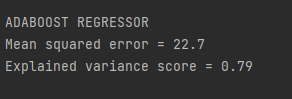 ADABOOST REGRESSOR
Mean squared error = 22.7
Explained variance score = 0.79